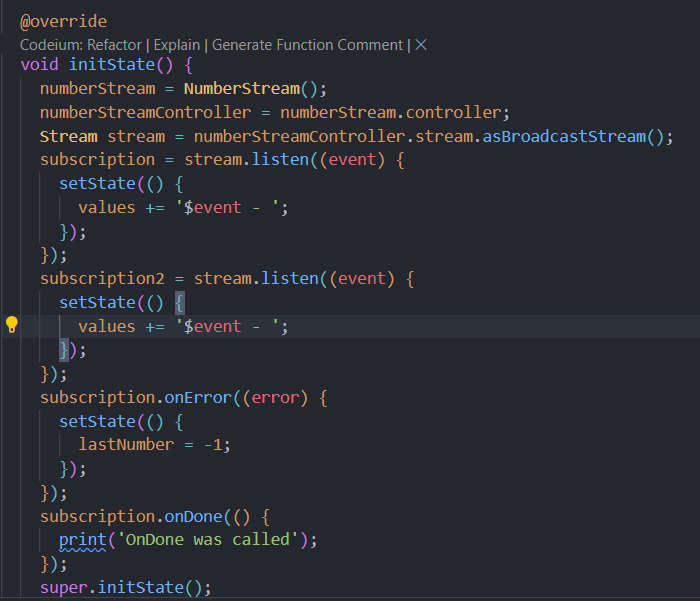 @override
Codeium: Refactor | Explain | Generate Function Comment | ✕
void initState() {
  numberStream = NumberStream();
  numberStreamController = numberStream.controller;
  Stream stream = numberStreamController.stream.asBroadcastStream();
  subscription = stream.listen((event) {
    setState(() {
      values += '$event - ';
    });
  });
  subscription2 = stream.listen((event) {
    setState(() {
      values += '$event - ';
    });
  });
  subscription.onError((error) {
    setState(() {
      lastNumber = -1;
    });
  });
  subscription.onDone(() {
    print('OnDone was called');
  });
  super.initState();